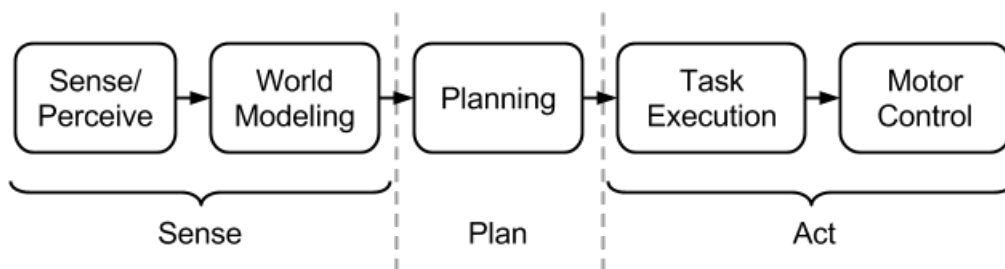 Sense/
Perceive
World
Modeling
Planning
Task
Execution
Motor
Control
Sense
Plan
Act